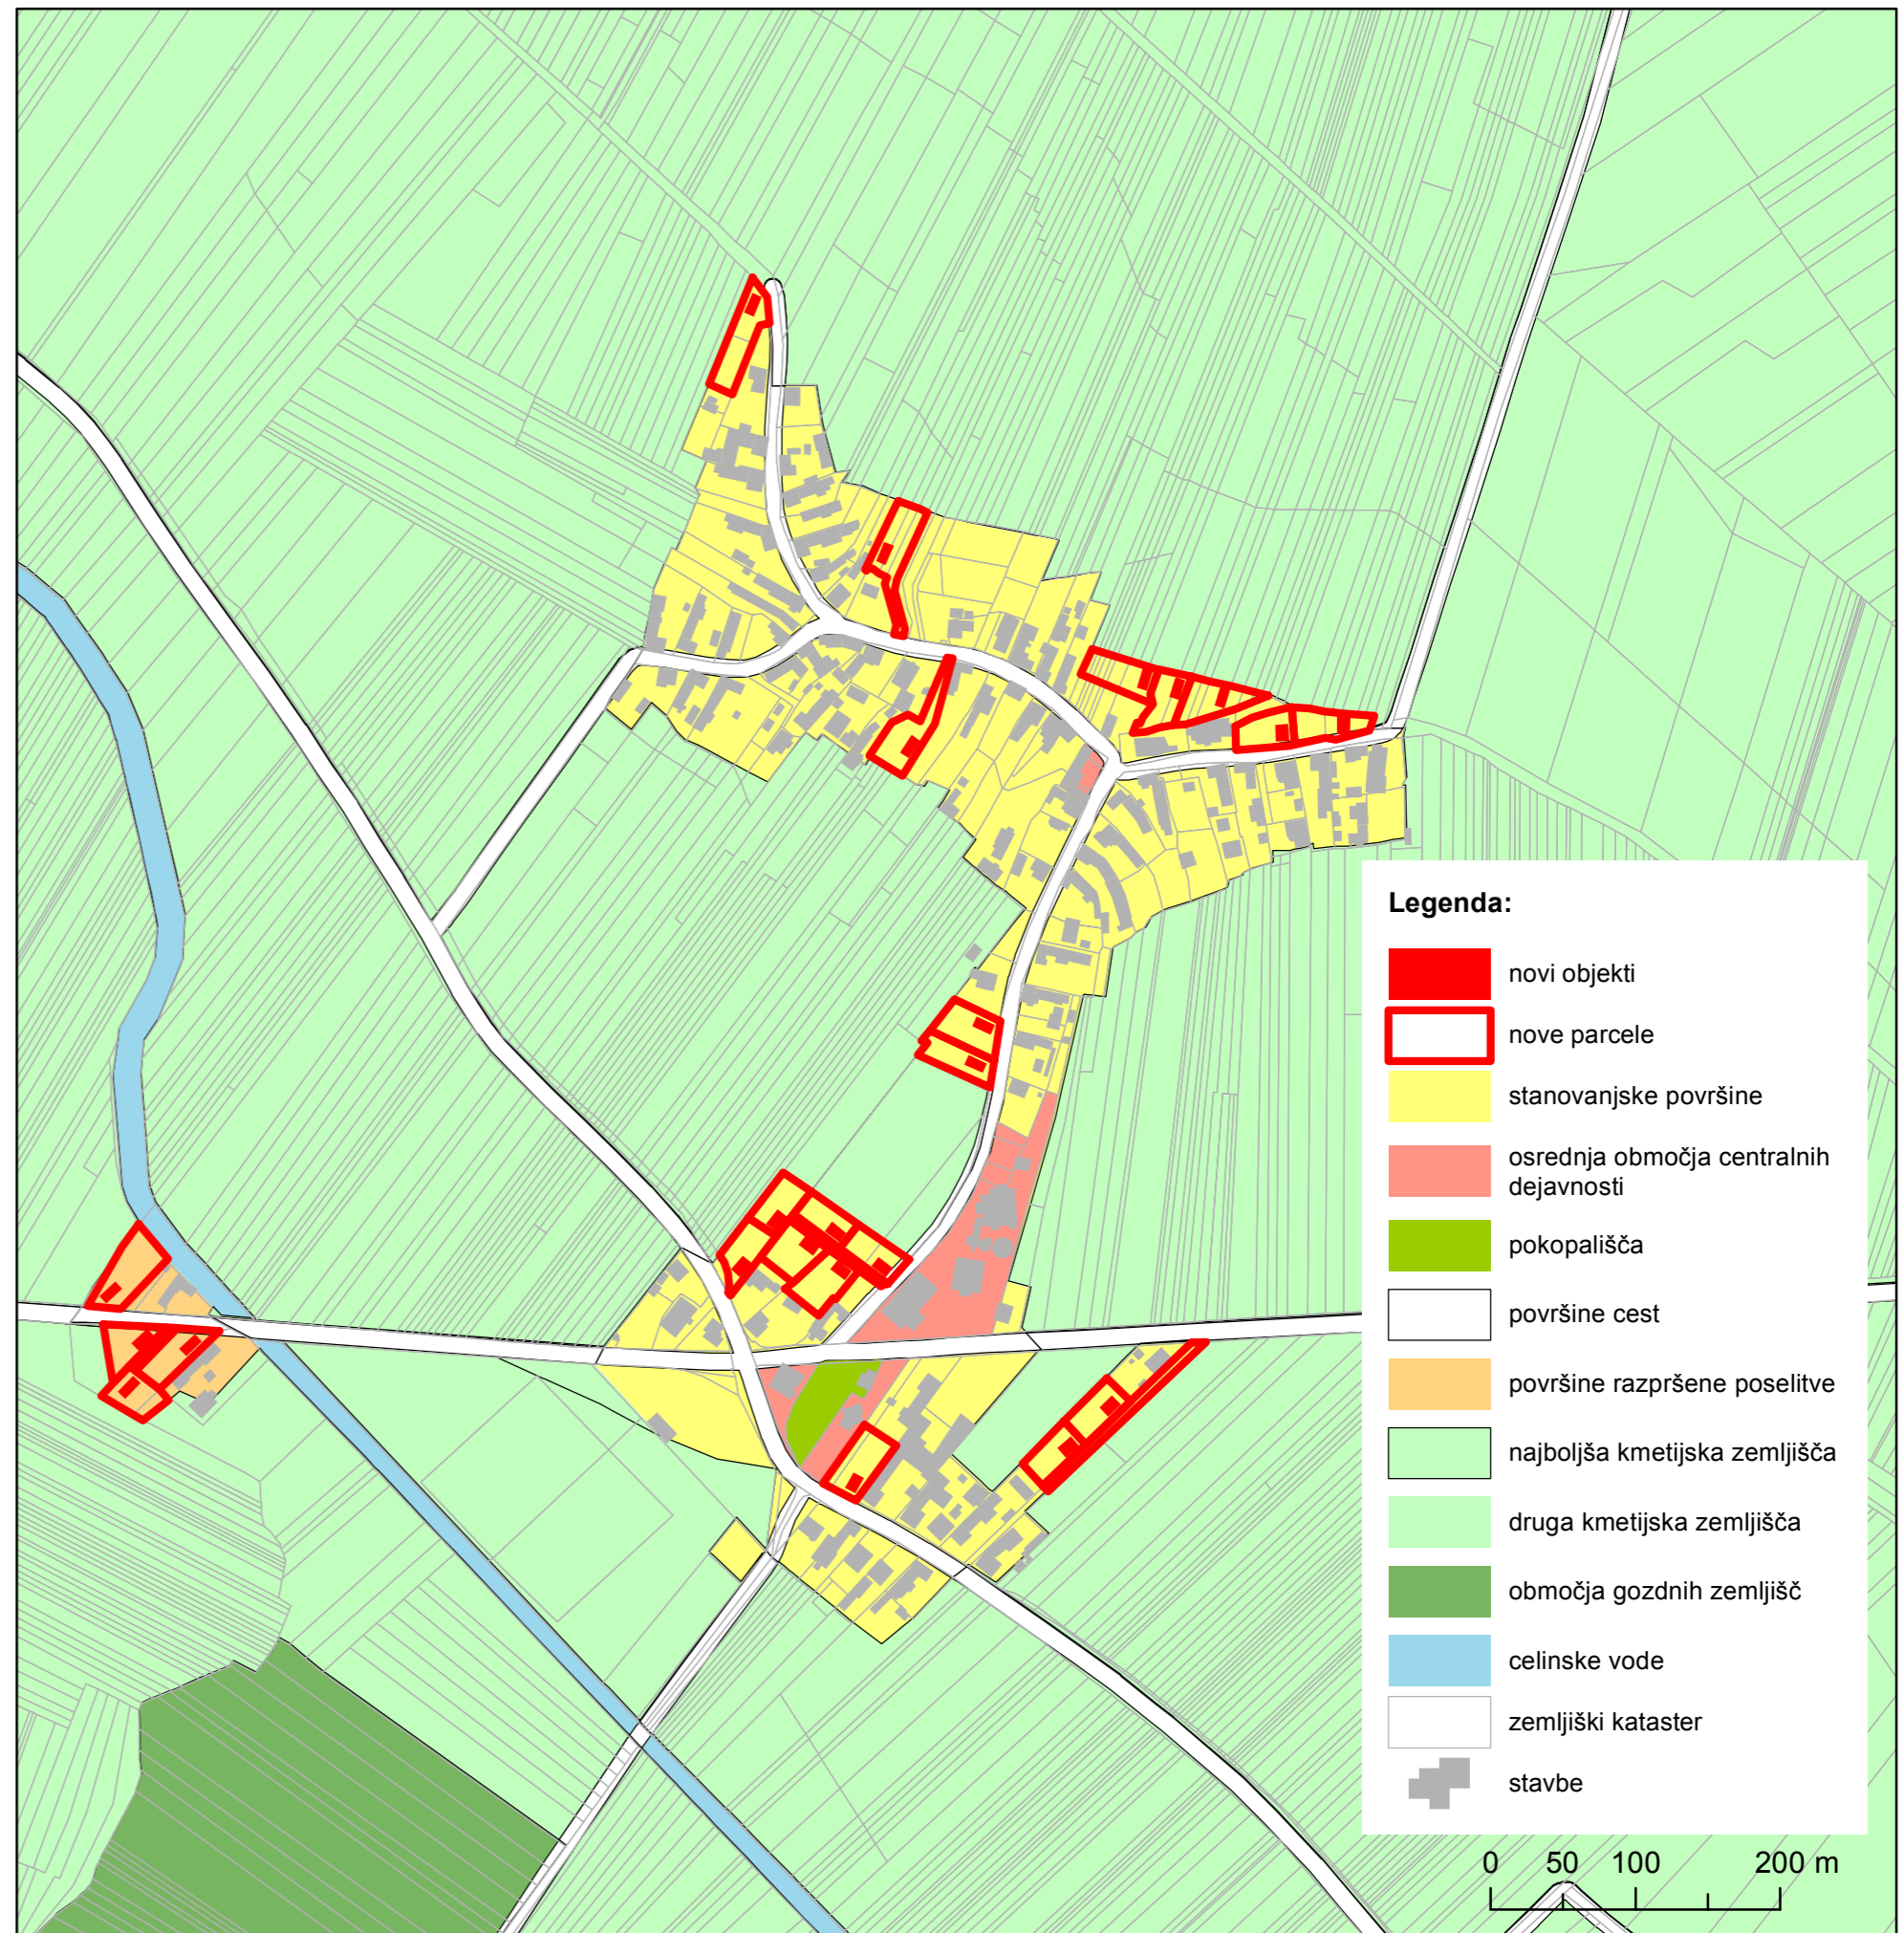 Legenda:
novi objekti
nove parcele
stanovanjske površine
osrednja območja centralnih
dejavnosti
pokopališča
površine cest
površine razpršene poselitve
najboljša kmetijska zemljišča
druga kmetijska zemljišča
območja gozdnih zemljišč
celinske vode
zemljiški kataster
stavbe
0 50 100 200 m